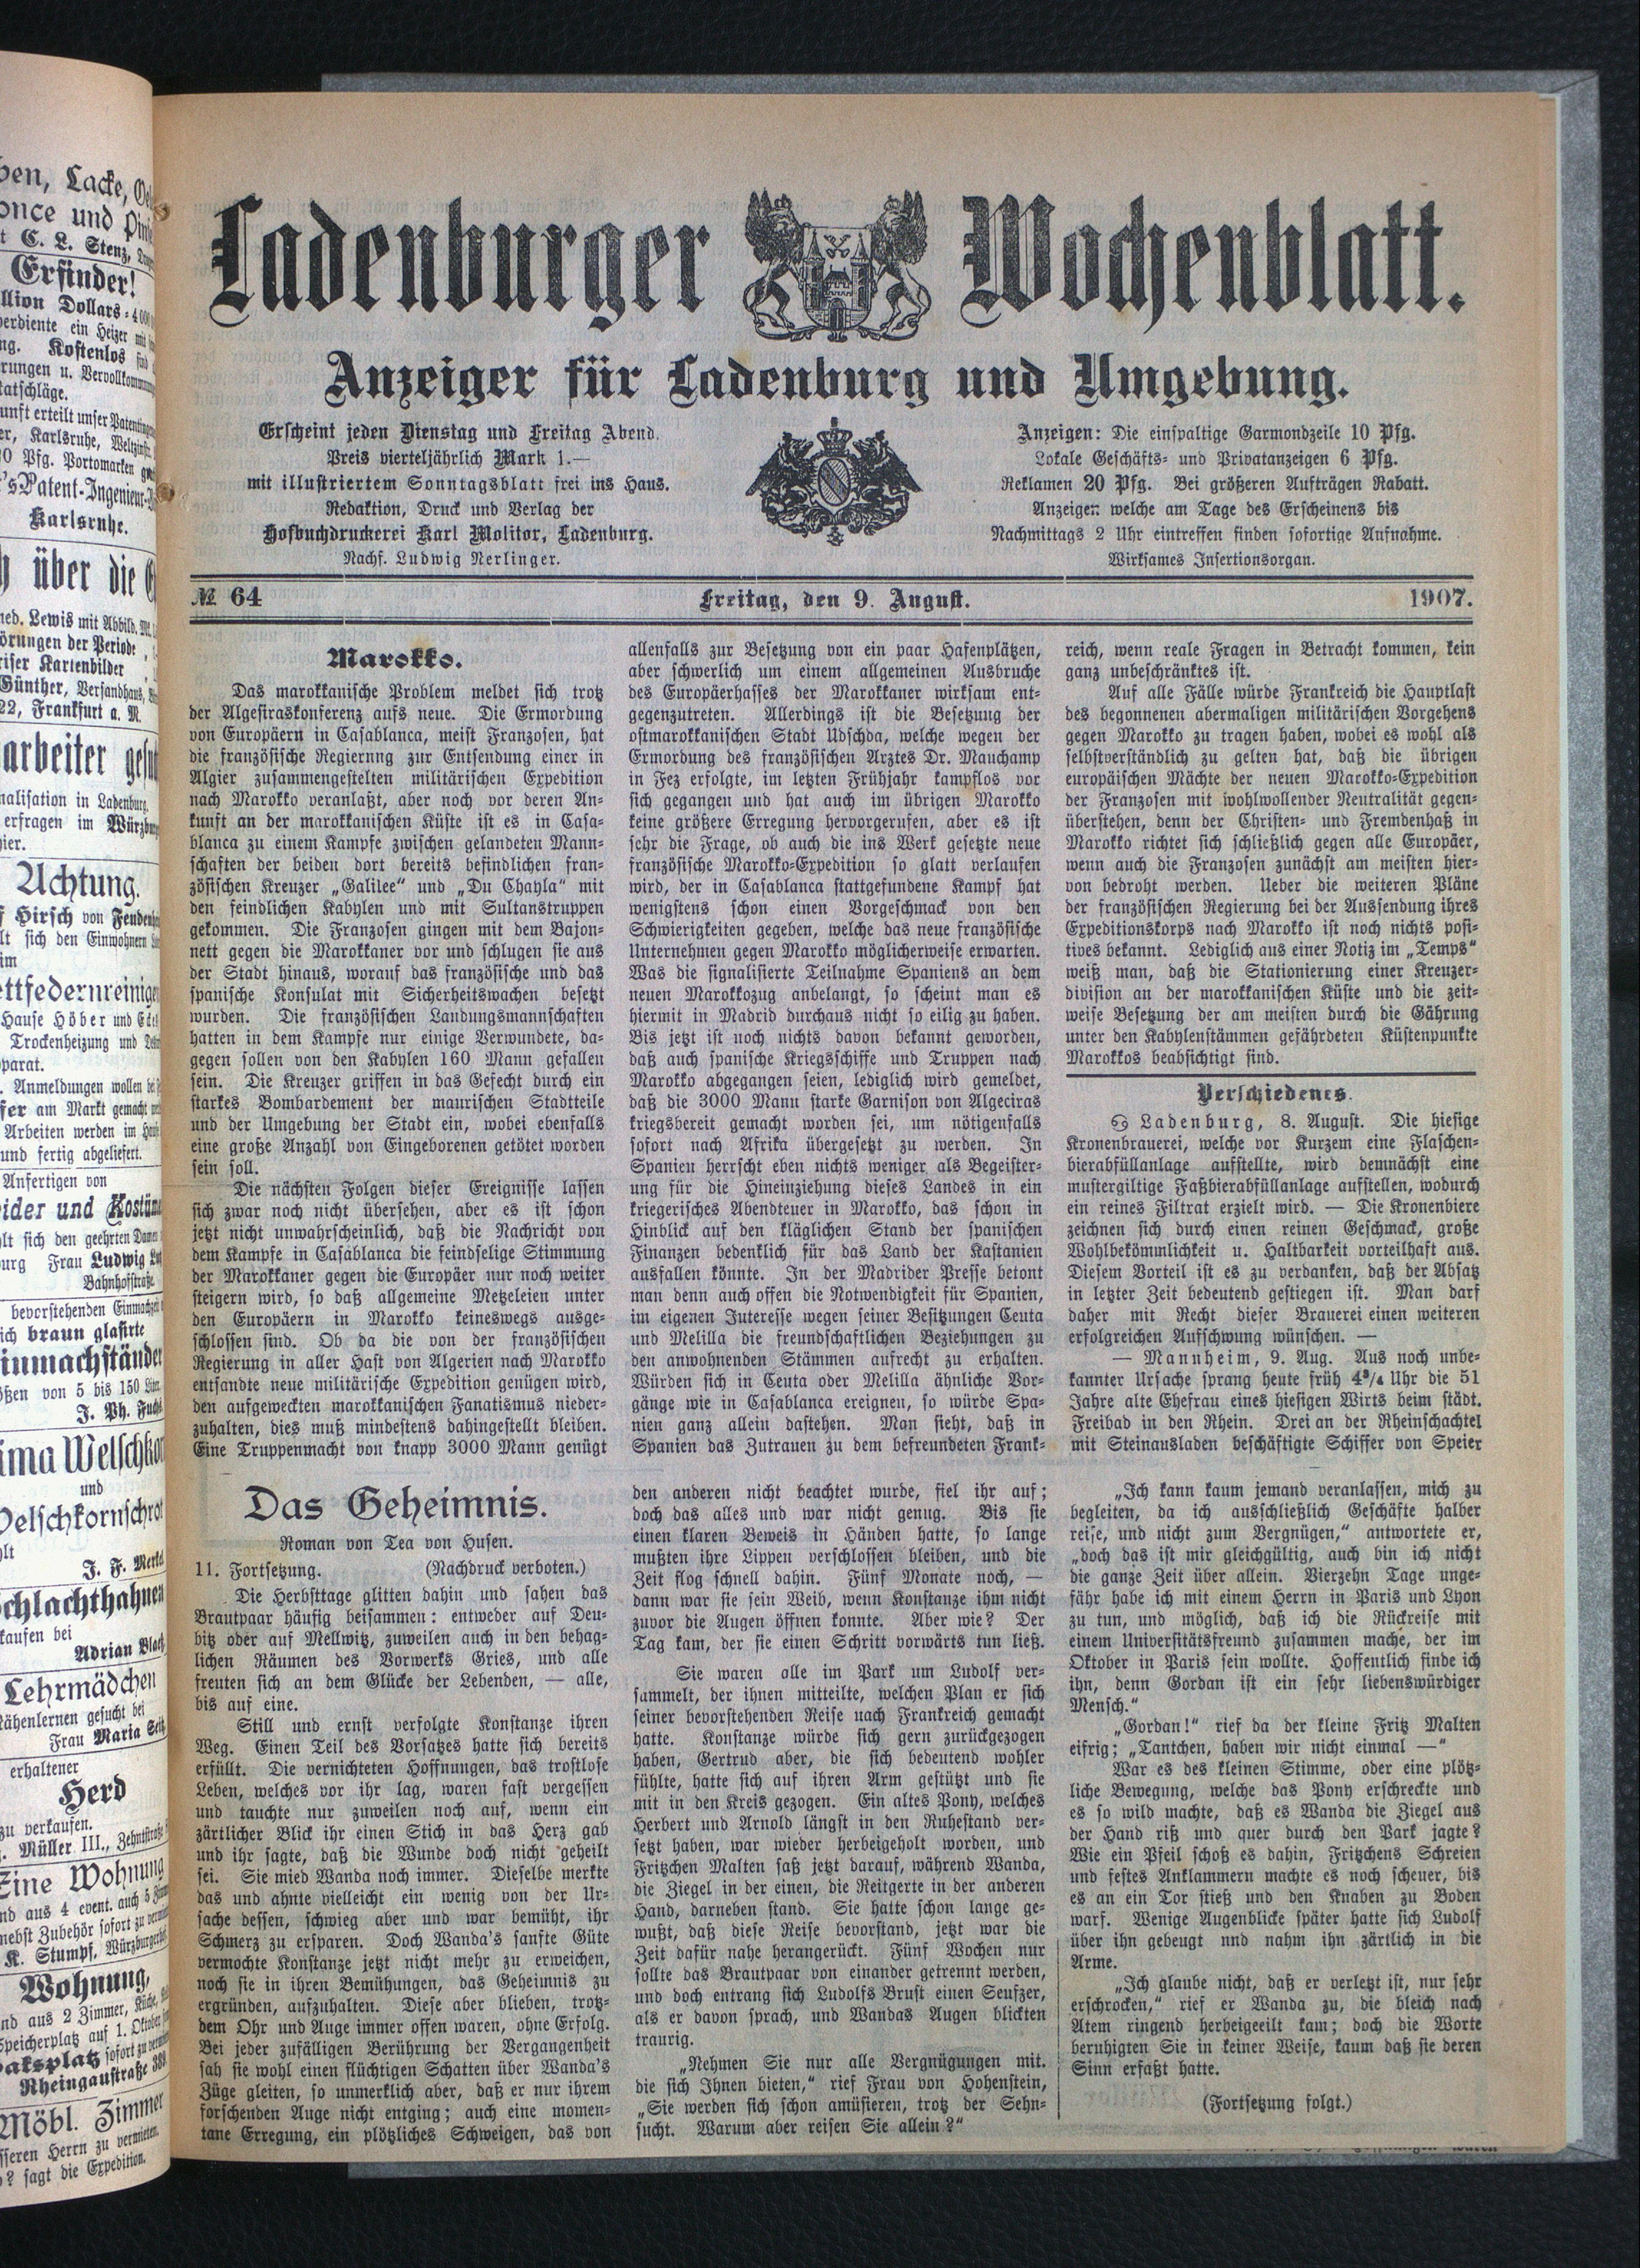 Ladenburger Wochenblatt.
Anzeiger für Ladenburg und Umgebung.
Erscheint jeden Dienstag und Freitag Abend.
Preis vierteljährlich Mark 1.—
mit illustriertem Sonntagsblatt frei ins Haus.
Redaktion, Druck und Verlag der
Hofbuchdruckerei Karl Molitor, Ladenburg.
Nachf. Ludwig Nerlinger.
Anzeigen: Die einspaltige Garmondzeile 10 Pfg.
Lokale Geschäfts- und Privatanzeigen 6 Pfg.
Reklamen 20 Pfg. Bei größeren Aufträgen Rabatt.
Anzeigen welche am Tage des Erscheinens bis
Nachmittags 2 Uhr eintreffen finden sofortige Aufnahme.
Wirksames Insertionsorgan.
№ 64 Freitag, den 9. August. 1907.
Marokko.
Das marokkanische Problem meldet sich trotz
der Algesiraskonferenz aufs neue. Die Ermordung
von Europäern in Casablanca, meist Franzosen, hat
die französische Regierung zur Entsendung einer in
Algier zusammengestelten militärischen Expedition
nach Marokko veranlaßt, aber noch vor deren An-
kunft an der marokkanischen Küste ist es in Casa-
blanca zu einem Kampfe zwischen gelandeten Mann-
schaften der beiden dort bereits befindlichen fran-
zösischen Kreuzer „Galilee“ und „Du Chayla“ mit
den feindlichen Kabylen und mit Sultanstruppen
gekommen. Die Franzosen gingen mit dem Bajon-
nett gegen die Marokkaner vor und schlugen sie aus
der Stadt hinaus, worauf das französische und das
spanische Konsulat mit Sicherheitswachen besetzt
wurden. Die französischen Landungsmannschaften
hatten in dem Kampfe nur einige Verwundete, da-
gegen sollen von den Kabylen 160 Mann gefallen
sein. Die Kreuzer griffen in das Gefecht durch ein
starkes Bombardement der maurischen Stadtteile
und der Umgebung der Stadt ein, wobei ebenfalls
eine große Anzahl von Eingeborenen getötet worden
sein soll.
Die nächsten Folgen dieser Ereignisse lassen
sich zwar noch nicht übersehen, aber es ist schon
jetzt nicht unwahrscheinlich, daß die Nachricht von
dem Kampfe in Casablanca die feindselige Stimmung
der Marokkaner gegen die Europäer nur noch weiter
steigern wird, so daß allgemeine Metzeleien unter
den Europäern in Marokko keineswegs ausge-
schlossen sind. Ob da die von der französischen
Regierung in aller Hast von Algerien nach Marokko
entsandte neue militärische Expedition genügen wird,
den aufgeweckten marokkanischen Fanatismus nieder-
zuhalten, dies muß mindestens dahingestellt bleiben.
Eine Truppenmacht von knapp 3000 Mann genügt
allenfalls zur Besetzung von ein paar Hafenplätzen,
aber schwerlich um einem allgemeinen Ausbruche
des Europäerhasses der Marokkaner wirksam ent-
gegenzutreten. Allerdings ist die Besetzung der
ostmarokkanischen Stadt Udschda, welche wegen der
Ermordung des französischen Arztes Dr. Mauchamp
in Fez erfolgte, im letzten Frühjahr kampflos vor
sich gegangen und hat auch im übrigen Marokko
keine größere Erregung hervorgerufen, aber es ist
sehr die Frage, ob auch die ins Werk gesetzte neue
französische Marokko-Expedition so glatt verlaufen
wird, der in Casablanca stattgefundene Kampf hat
wenigstens schon einen Vorgeschmack von den
Schwierigkeiten gegeben, welche das neue französische
Unternehmen gegen Marokko möglicherweise erwarten.
Was die signalisierte Teilnahme Spaniens an dem
neuen Marokkozug anbelangt, so scheint man es
hiermit in Madrid durchaus nicht so eilig zu haben.
Bis jetzt ist noch nichts davon bekannt geworden,
daß auch spanische Kriegsschiffe und Truppen nach
Marokko abgegangen seien, lediglich wird gemeldet,
daß die 3000 Mann starke Garnison von Algeciras
kriegsbereit gemacht worden sei, um nötigenfalls
sofort nach Afrika übergesetzt zu werden. In
Spanien herrscht eben nichts weniger als Begeister-
ung für die Hineinziehung dieses Landes in ein
kriegerisches Abendteuer in Marokko, das schon in
Hinblick auf den kläglichen Stand der spanischen
Finanzen bedenklich für das Land der Kastanien
ausfallen könnte. In der Madrider Presse betont
man denn auch offen die Notwendigkeit für Spanien,
im eigenen Interesse wegen seiner Besitzungen Ceuta
und Melilla die freundschaftlichen Beziehungen zu
den anwohnenden Stämmen aufrecht zu erhalten.
Würden sich in Ceuta oder Melilla ähnliche Vor-
gänge wie in Casablanca ereignen, so würde Spa-
nien ganz allein dastehen. Man sieht, daß in
Spanien das Zutrauen zu dem befreundeten Frank-
reich, wenn reale Fragen in Betracht kommen, kein
ganz unbeschränktes ist.
Auf alle Fälle würde Frankreich die Hauptlast
des begonnenen abermaligen militärischen Vorgehens
gegen Marokko zu tragen haben, wobei es wohl als
selbstverständlich zu gelten hat, daß die übrigen
europäischen Mächte der neuen Marokko-Expedition
der Franzosen mit wohlwollender Neutralität gegen-
überstehen, denn der Christen- und Fremdenhaß in
Marokko richtet sich schließlich gegen alle Europäer,
wenn auch die Franzosen zunächst am meisten hier-
von bedroht werden. Ueber die weiteren Pläne
der französischen Regierung bei der Aussendung ihres
Expeditionskorps nach Marokko ist noch nichts posi-
tives bekannt. Lediglich aus einer Notiz im „Temps“
weiß man, daß die Stationierung einer Kreuzer-
division an der marokkanischen Küste und die zeit-
weise Besetzung der am meisten durch die Gährung
unter den Kabylenstämmen gefährdeten Küstenpunkte
Marokkos beabsichtigt sind.
Verschiedenes.
Ladenburg, 8. August. Die hiesige
Kronenbrauerei, welche vor Kurzem eine Flaschen-
bierabfüllanlage aufstellte, wird demnächst eine
mustergiltige Faßbierabfüllanlage aufstellen, wodurch
ein reines Filtrat erzielt wird. — Die Kronenbiere
zeichnen sich durch einen reinen Geschmack, große
Wohlbekömmlichkeit u. Haltbarkeit vorteilhaft aus.
Diesem Vorteil ist es zu verdanken, daß der Absatz
in letzter Zeit bedeutend gestiegen ist. Man darf
daher mit Recht dieser Brauerei einen weiteren
erfolgreichen Aufschwung wünschen. —
— Mannheim, 9. Aug. Aus noch unbe-
kannter Ursache sprang heute früh 4³/₄ Uhr die 51
Jahre alte Ehefrau eines hiesigen Wirts beim städt.
Freibad in den Rhein. Drei an der Rheinschachtel
mit Steinausladen beschäftigte Schiffer von Speier
Das Geheimnis.
Roman von Tea von Husen.
11. Fortsetzung. (Nachdruck verboten.)
Die Herbsttage glitten dahin und sahen das
Brautpaar häufig beisammen: entweder auf Deu-
bitz oder auf Mellwitz, zuweilen auch in den behag-
lichen Räumen des Vorwerks Gries, und alle
freuten sich an dem Glücke der Lebenden, — alle,
bis auf eine.
Still und ernst verfolgte Konstanze ihren
Weg. Einen Teil des Vorsatzes hatte sich bereits
erfüllt. Die vernichteten Hoffnungen, das trostlose
Leben, welches vor ihr lag, waren fast vergessen
und tauchte nur zuweilen noch auf, wenn ein
zärtlicher Blick ihr einen Stich in das Herz gab
und ihr sagte, daß die Wunde doch nicht geheilt
sei. Sie mied Wanda noch immer. Dieselbe merkte
das und ahnte vielleicht ein wenig von der Ur-
sache dessen, schwieg aber und war bemüht, ihr
Schmerz zu ersparen. Doch Wanda's sanfte Güte
vermochte Konstanze jetzt nicht mehr zu erweichen,
noch sie in ihren Bemühungen, das Geheimnis zu
ergründen, aufzuhalten. Diese aber blieben, trotz-
dem Ohr und Auge immer offen waren, ohne Erfolg.
Bei jeder zufälligen Berührung der Vergangenheit
sah sie wohl einen flüchtigen Schatten über Wanda's
Züge gleiten, so unmerklich aber, daß er nur ihrem
forschenden Auge nicht entging; auch eine momen-
tane Erregung, ein plötzliches Schweigen, das von
den anderen nicht beachtet wurde, fiel ihr auf;
doch das alles und war nicht genug. Bis sie
einen klaren Beweis in Händen hatte, so lange
mußten ihre Lippen verschlossen bleiben, und die
Zeit flog schnell dahin. Fünf Monate noch, —
dann war sie sein Weib, wenn Konstanze ihm nicht
zuvor die Augen öffnen konnte. Aber wie? Der
Tag kam, der sie einen Schritt vorwärts tun ließ.
Sie waren alle im Park um Ludolf ver-
sammelt, der ihnen mitteilte, welchen Plan er sich
seiner bevorstehenden Reise nach Frankreich gemacht
hatte. Konstanze würde sich gern zurückgezogen
haben, Gertrud aber, die sich bedeutend wohler
fühlte, hatte sich auf ihren Arm gestützt und sie
mit in den Kreis gezogen. Ein altes Pony, welches
Herbert und Arnold längst in den Ruhestand ver-
setzt haben, war wieder herbeigeholt worden, und
Fritzchen Malten saß jetzt darauf, während Wanda,
die Ziegel in der einen, die Reitgerte in der anderen
Hand, darneben stand. Sie hatte schon lange ge-
wußt, daß diese Reise bevorstand, jetzt war die
Zeit dafür nahe herangerückt. Fünf Wochen nur
sollte das Brautpaar von einander getrennt werden,
und doch entrang sich Ludolfs Brust einen Seufzer,
als er davon sprach, und Wandas Augen blickten
traurig.
„Nehmen Sie nur alle Vergnügungen mit.
die sich Ihnen bieten,“ rief Frau von Hohenstein,
„Sie werden sich schon amüsieren, trotz der Sehn-
sucht. Warum aber reisen Sie allein?“
„Ich kann kaum jemand veranlassen, mich zu
begleiten, da ich ausschließlich Geschäfte halber
reise, und nicht zum Vergnügen,“ antwortete er,
„doch das ist mir gleichgültig, auch bin ich nicht
die ganze Zeit über allein. Vierzehn Tage unge-
fähr habe ich mit einem Herrn in Paris und Lyon
zu tun, und möglich, daß ich die Rückreise mit
einem Universitätsfreund zusammen mache, der im
Oktober in Paris sein wollte. Hoffentlich finde ich
ihn, denn Gordan ist ein sehr liebenswürdiger
Mensch.“
„Gordan!“ rief da der kleine Fritz Malten
eifrig; „Tantchen, haben wir nicht einmal —“
War es des kleinen Stimme, oder eine plötz-
liche Bewegung, welche das Pony erschreckte und
es so wild machte, daß es Wanda die Ziegel aus
der Hand riß und quer durch den Park jagte?
Wie ein Pfeil schoß es dahin, Fritzchens Schreien
und festes Anklammern machte es noch scheuer, bis
es an ein Tor stieß und den Knaben zu Boden
warf. Wenige Augenblicke später hatte sich Ludolf
über ihn gebeugt und nahm ihn zärtlich in die
Arme.
„Ich glaube nicht, daß er verletzt ist, nur sehr
erschrocken,“ rief er Wanda zu, die bleich nach
Atem ringend herbeigeeilt kam; doch die Worte
beruhigten Sie in keiner Weise, kaum daß sie deren
Sinn erfaßt hatte.
(Fortsetzung folgt.)